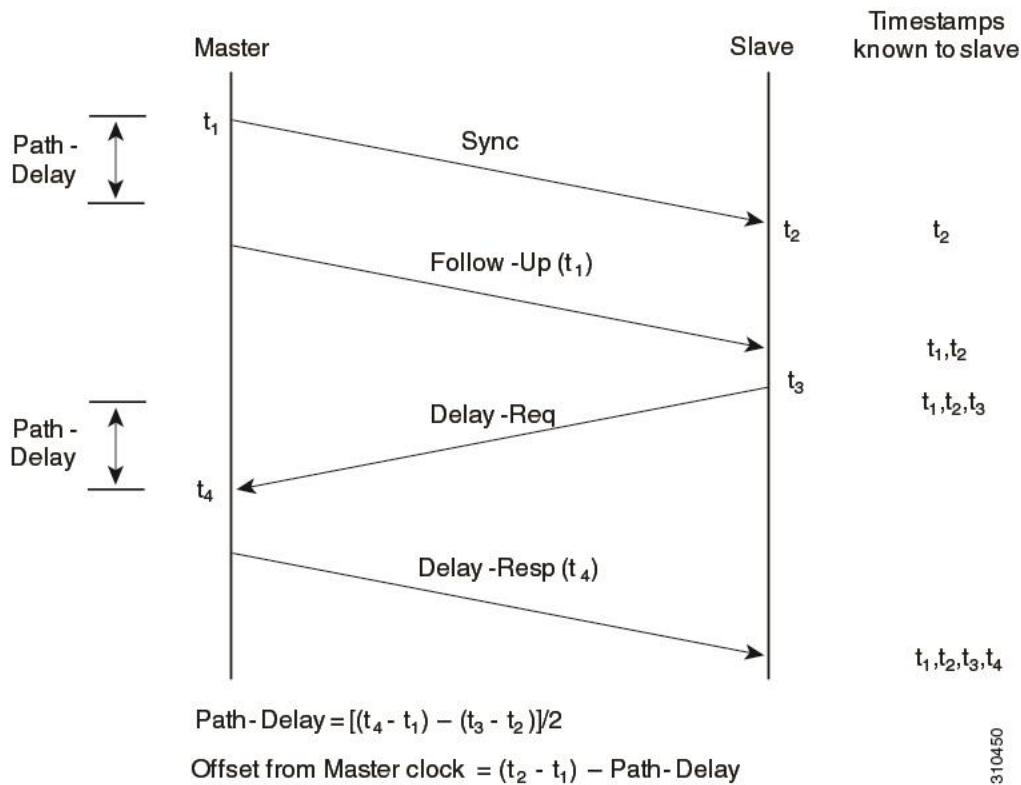 Timestamps
known to slave
Master
Slave
t₁
Path -
Delay
Sync
t₂
t₂
Follow -Up (t₁)
t₁,t₂
t₃
t₁,t₂,t₃
Delay -Req
Path -
Delay
t₄
Delay -Resp (t₄)
t₁,t₂,t₃,t₄
Path- Delay = [(t₄ - t₁) – (t₃ - t₂ )]/2
Offset from Master clock = (t₂ - t₁) – Path- Delay
310450